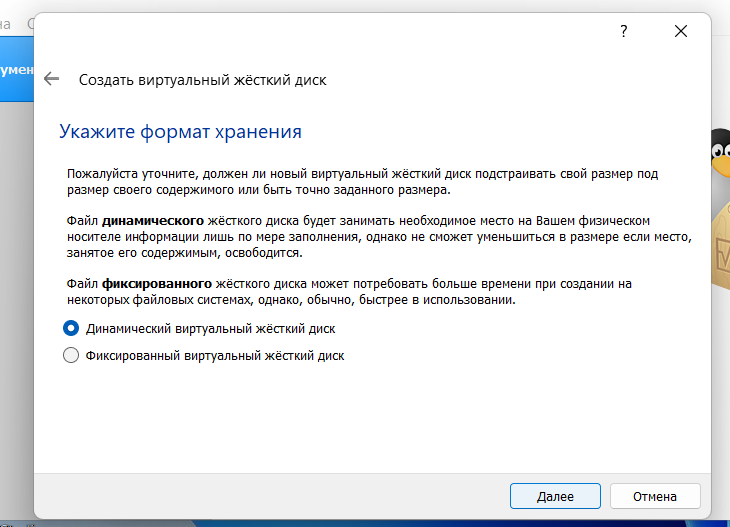 ?
Создать виртуальный жёсткий диск
Укажите формат хранения
Пожалуйста уточните, должен ли новый виртуальный жёсткий диск подстраивать свой размер под
размер своего содержимого или быть точно заданного размера.
Файл динамического жёсткого диска будет занимать необходимое место на Вашем физическом
носителе информации лишь по мере заполнения, однако не сможет уменьшиться в размере если место,
занятое его содержимым, освободится.
Файл фиксированного жёсткого диска может потребовать больше времени при создании на
некоторых файловых системах, однако, обычно, быстрее в использовании.
Динамический виртуальный жёсткий диск
Фиксированный виртуальный жёсткий диск
Далее
Отмена